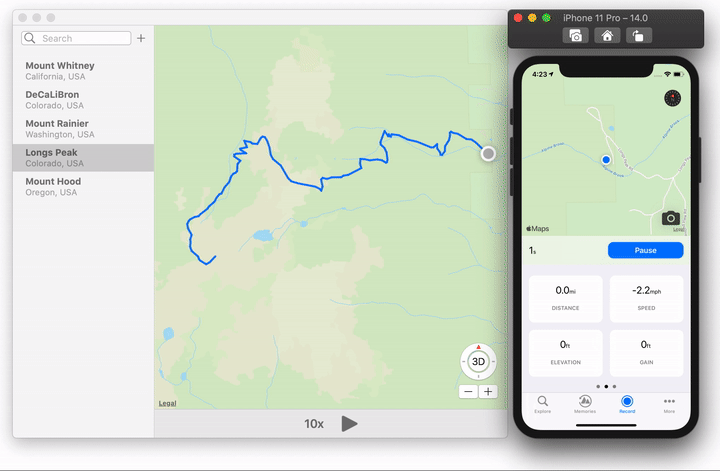 Search
Mount Whitney
California, USA
DeCaLiBron
Colorado, USA
Mount Rainier
Washington, USA
Longs Peak
Colorado, USA
Mount Hood
Oregon, USA
3D
Legal
10x
iPhone 11 Pro – 14.0
4:23
Maps
Legal
1s
Pause
0.0mi
DISTANCE
-2.2mph
SPEED
0ft
ELEVATION
0ft
GAIN
Explore
Memories
Record
More